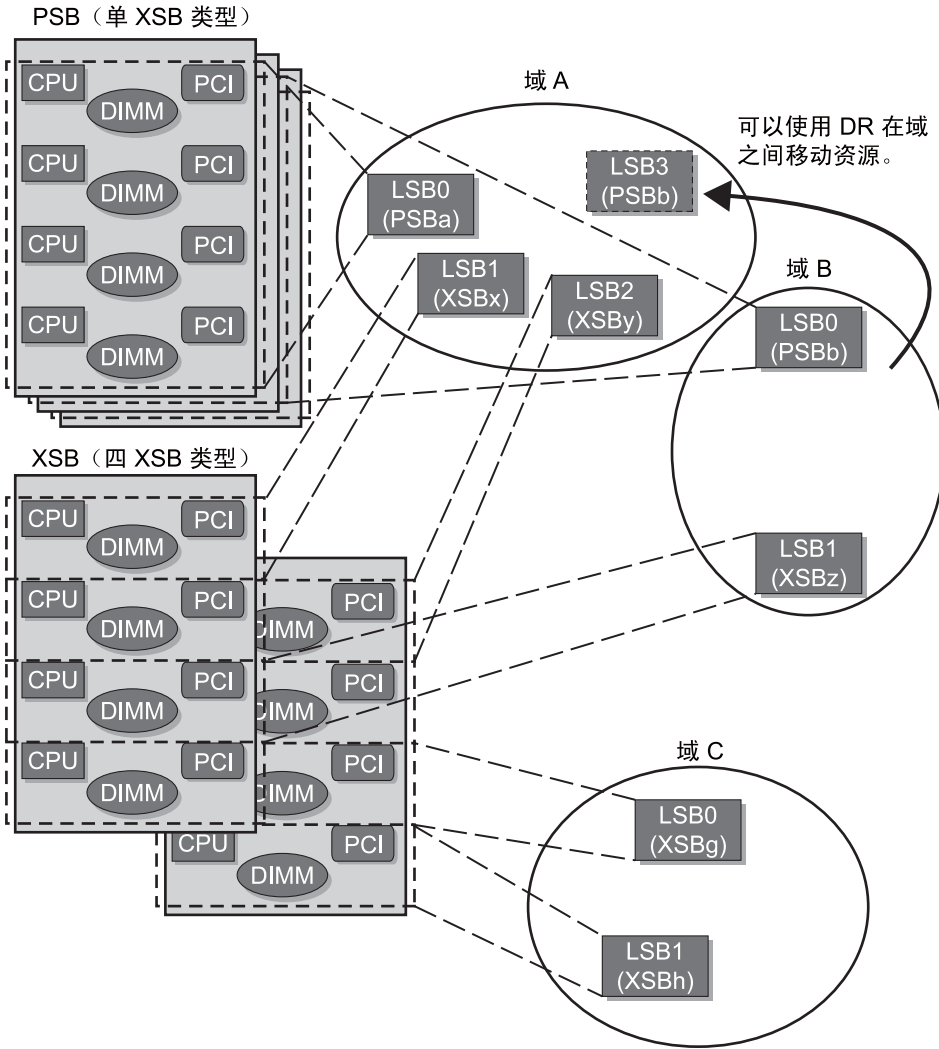 PSB（单 XSB 类型）
CPU
PCI
DIMM
CPU
PCI
DIMM
CPU
PCI
DIMM
CPU
PCI
DIMM
域 A
LSB0
(PSBa)
LSB1
(XSBx)
LSB2
(XSBy)
LSB3
(PSBb)
可以使用 DR 在域
之间移动资源。
域 B
LSB0
(PSBb)
LSB1
(XSBz)
XSB（四 XSB 类型）
CPU
PCI
DIMM
CPU
PCI
DIMM
CPU
PCI
DIMM
CPU
PCI
DIMM
PCI
DIMM
PCI
DIMM
PCI
DIMM
CPU
PCI
DIMM
域 C
LSB0
(XSBg)
LSB1
(XSBh)